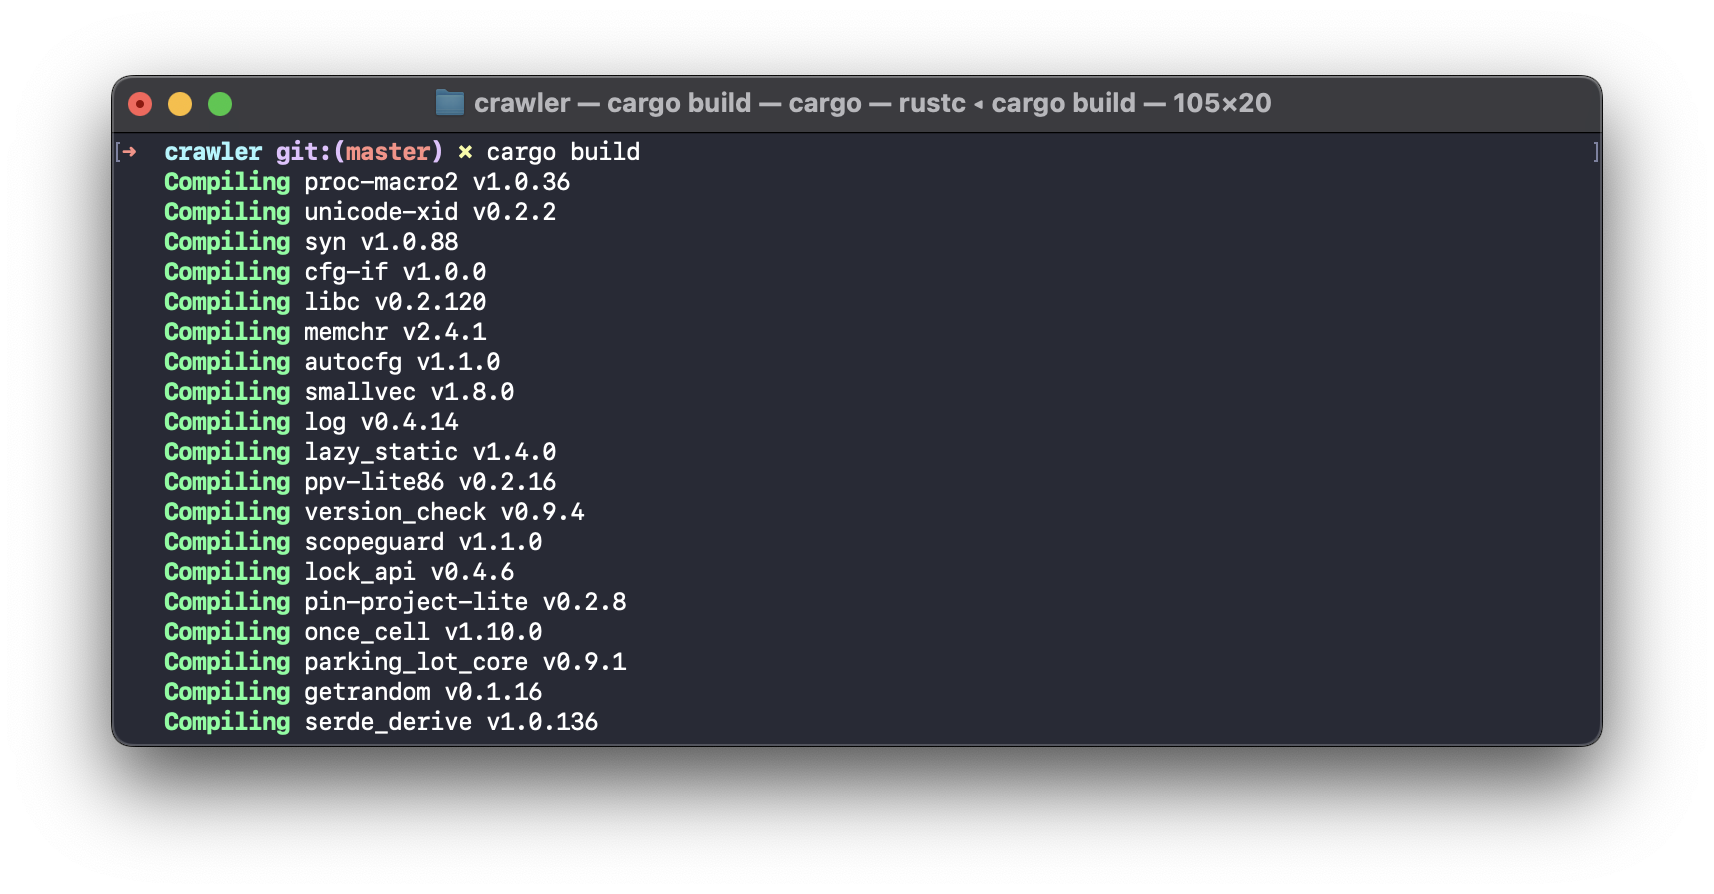 crawler — cargo build — cargo — rustc ◂ cargo build — 105×20
[➜  crawler git:(master) ✗ cargo build ]
Compiling proc-macro2 v1.0.36
Compiling unicode-xid v0.2.2
Compiling syn v1.0.88
Compiling cfg-if v1.0.0
Compiling libc v0.2.120
Compiling memchr v2.4.1
Compiling autocfg v1.1.0
Compiling smallvec v1.8.0
Compiling log v0.4.14
Compiling lazy_static v1.4.0
Compiling ppv-lite86 v0.2.16
Compiling version_check v0.9.4
Compiling scopeguard v1.1.0
Compiling lock_api v0.4.6
Compiling pin-project-lite v0.2.8
Compiling once_cell v1.10.0
Compiling parking_lot_core v0.9.1
Compiling getrandom v0.1.16
Compiling serde_derive v1.0.136